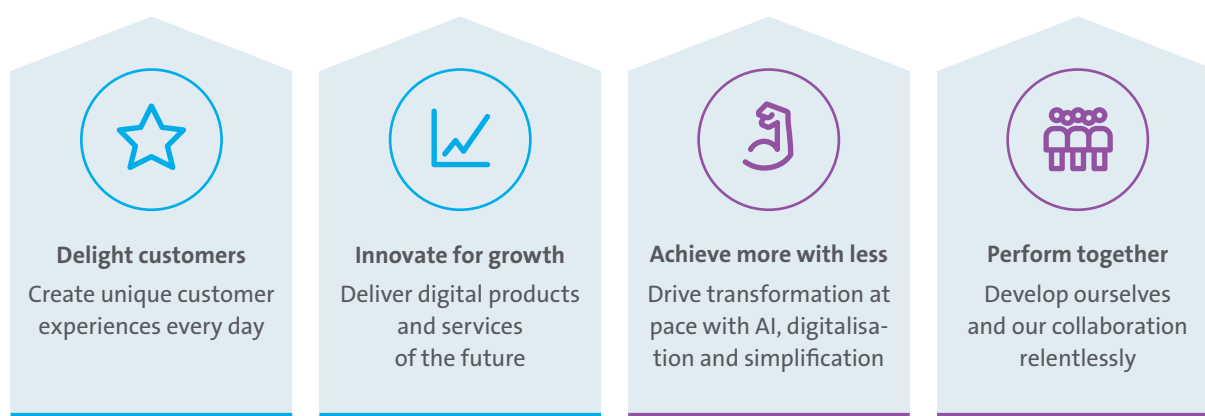 Delight customers
Create unique customer
experiences every day
Innovate for growth
Deliver digital products
and services
of the future
Achieve more with less
Drive transformation at
pace with AI, digitalisa-
tion and simplification
Perform together
Develop ourselves
and our collaboration
relentlessly